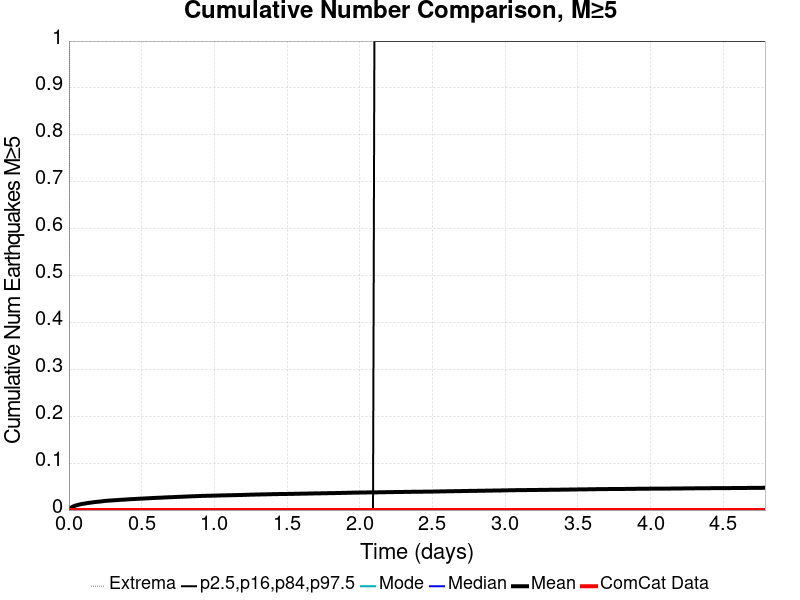 Cumulative Number Comparison, M≥5
Cumulative Num Earthquakes M≥5
1
0.9
0.8
0.7
0.6
0.5
0.4
0.3
0.2
0.1
0
0.0 0.5 1.0 1.5 2.0 2.5 3.0 3.5 4.0 4.5
Time (days)
Extrema p2.5,p16,p84,p97.5 Mode Median Mean ComCat Data